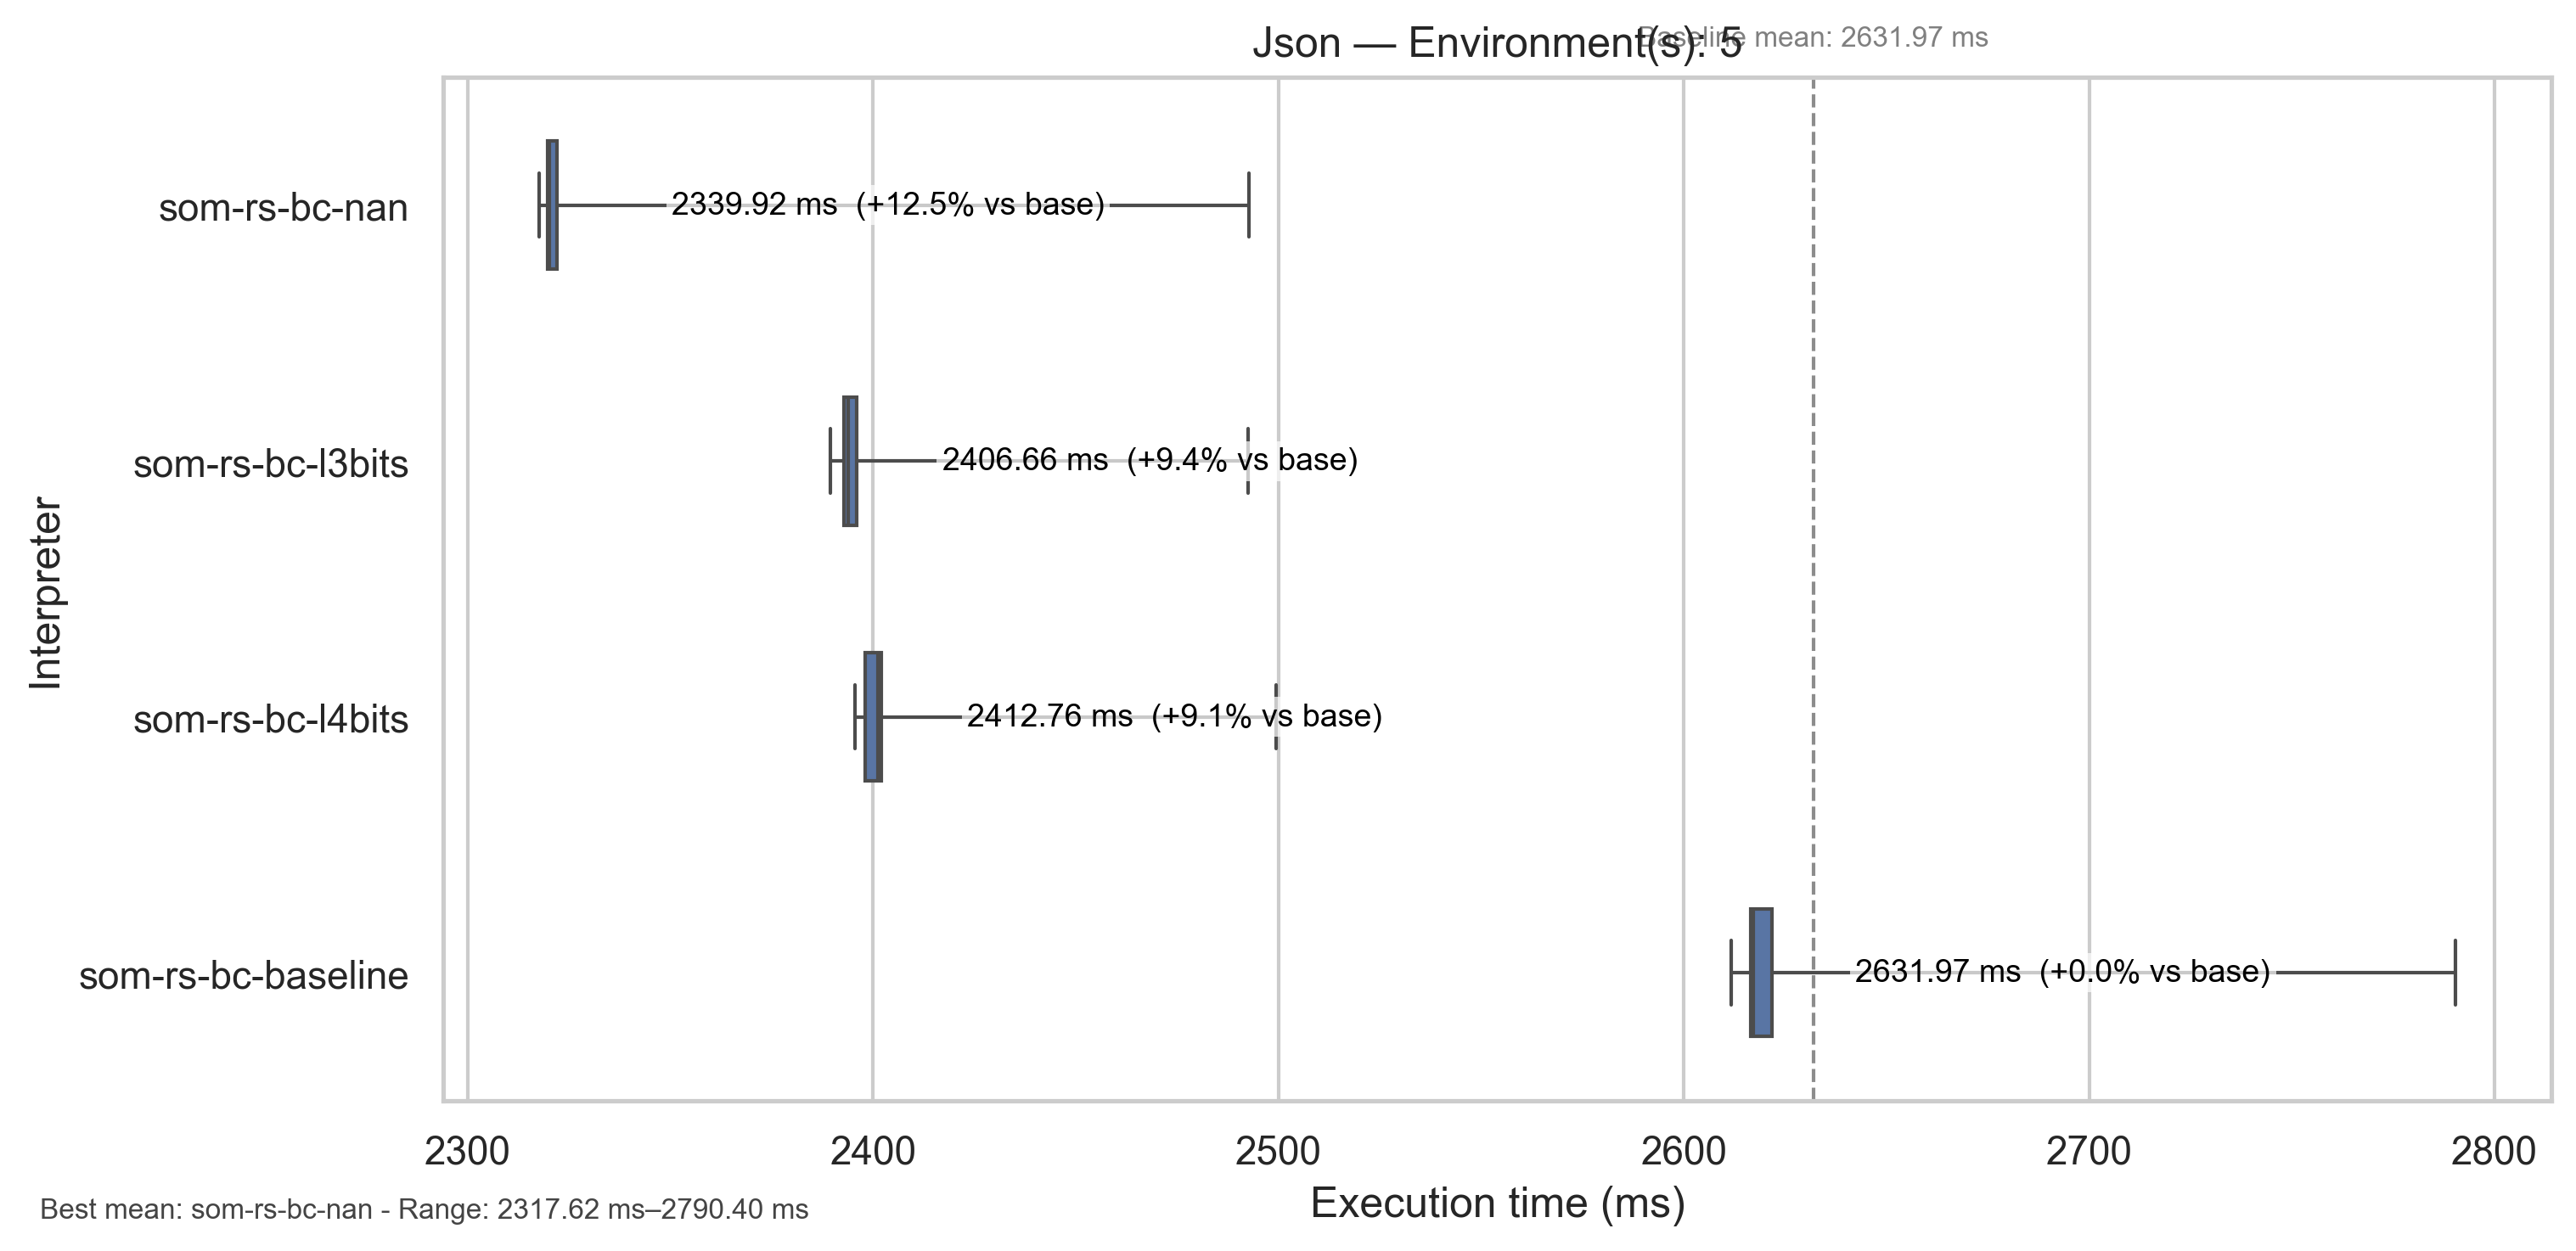 Json — Environment(s): 5
Baseline mean: 2631.97 ms
Interpreter
som-rs-bc-nan
2339.92 ms (+12.5% vs base)
som-rs-bc-l3bits
2406.66 ms (+9.4% vs base)
som-rs-bc-l4bits
2412.76 ms (+9.1% vs base)
som-rs-bc-baseline
2631.97 ms (+0.0% vs base)
2300 2400 2500 2600 2700 2800
Execution time (ms)
Best mean: som-rs-bc-nan - Range: 2317.62 ms–2790.40 ms